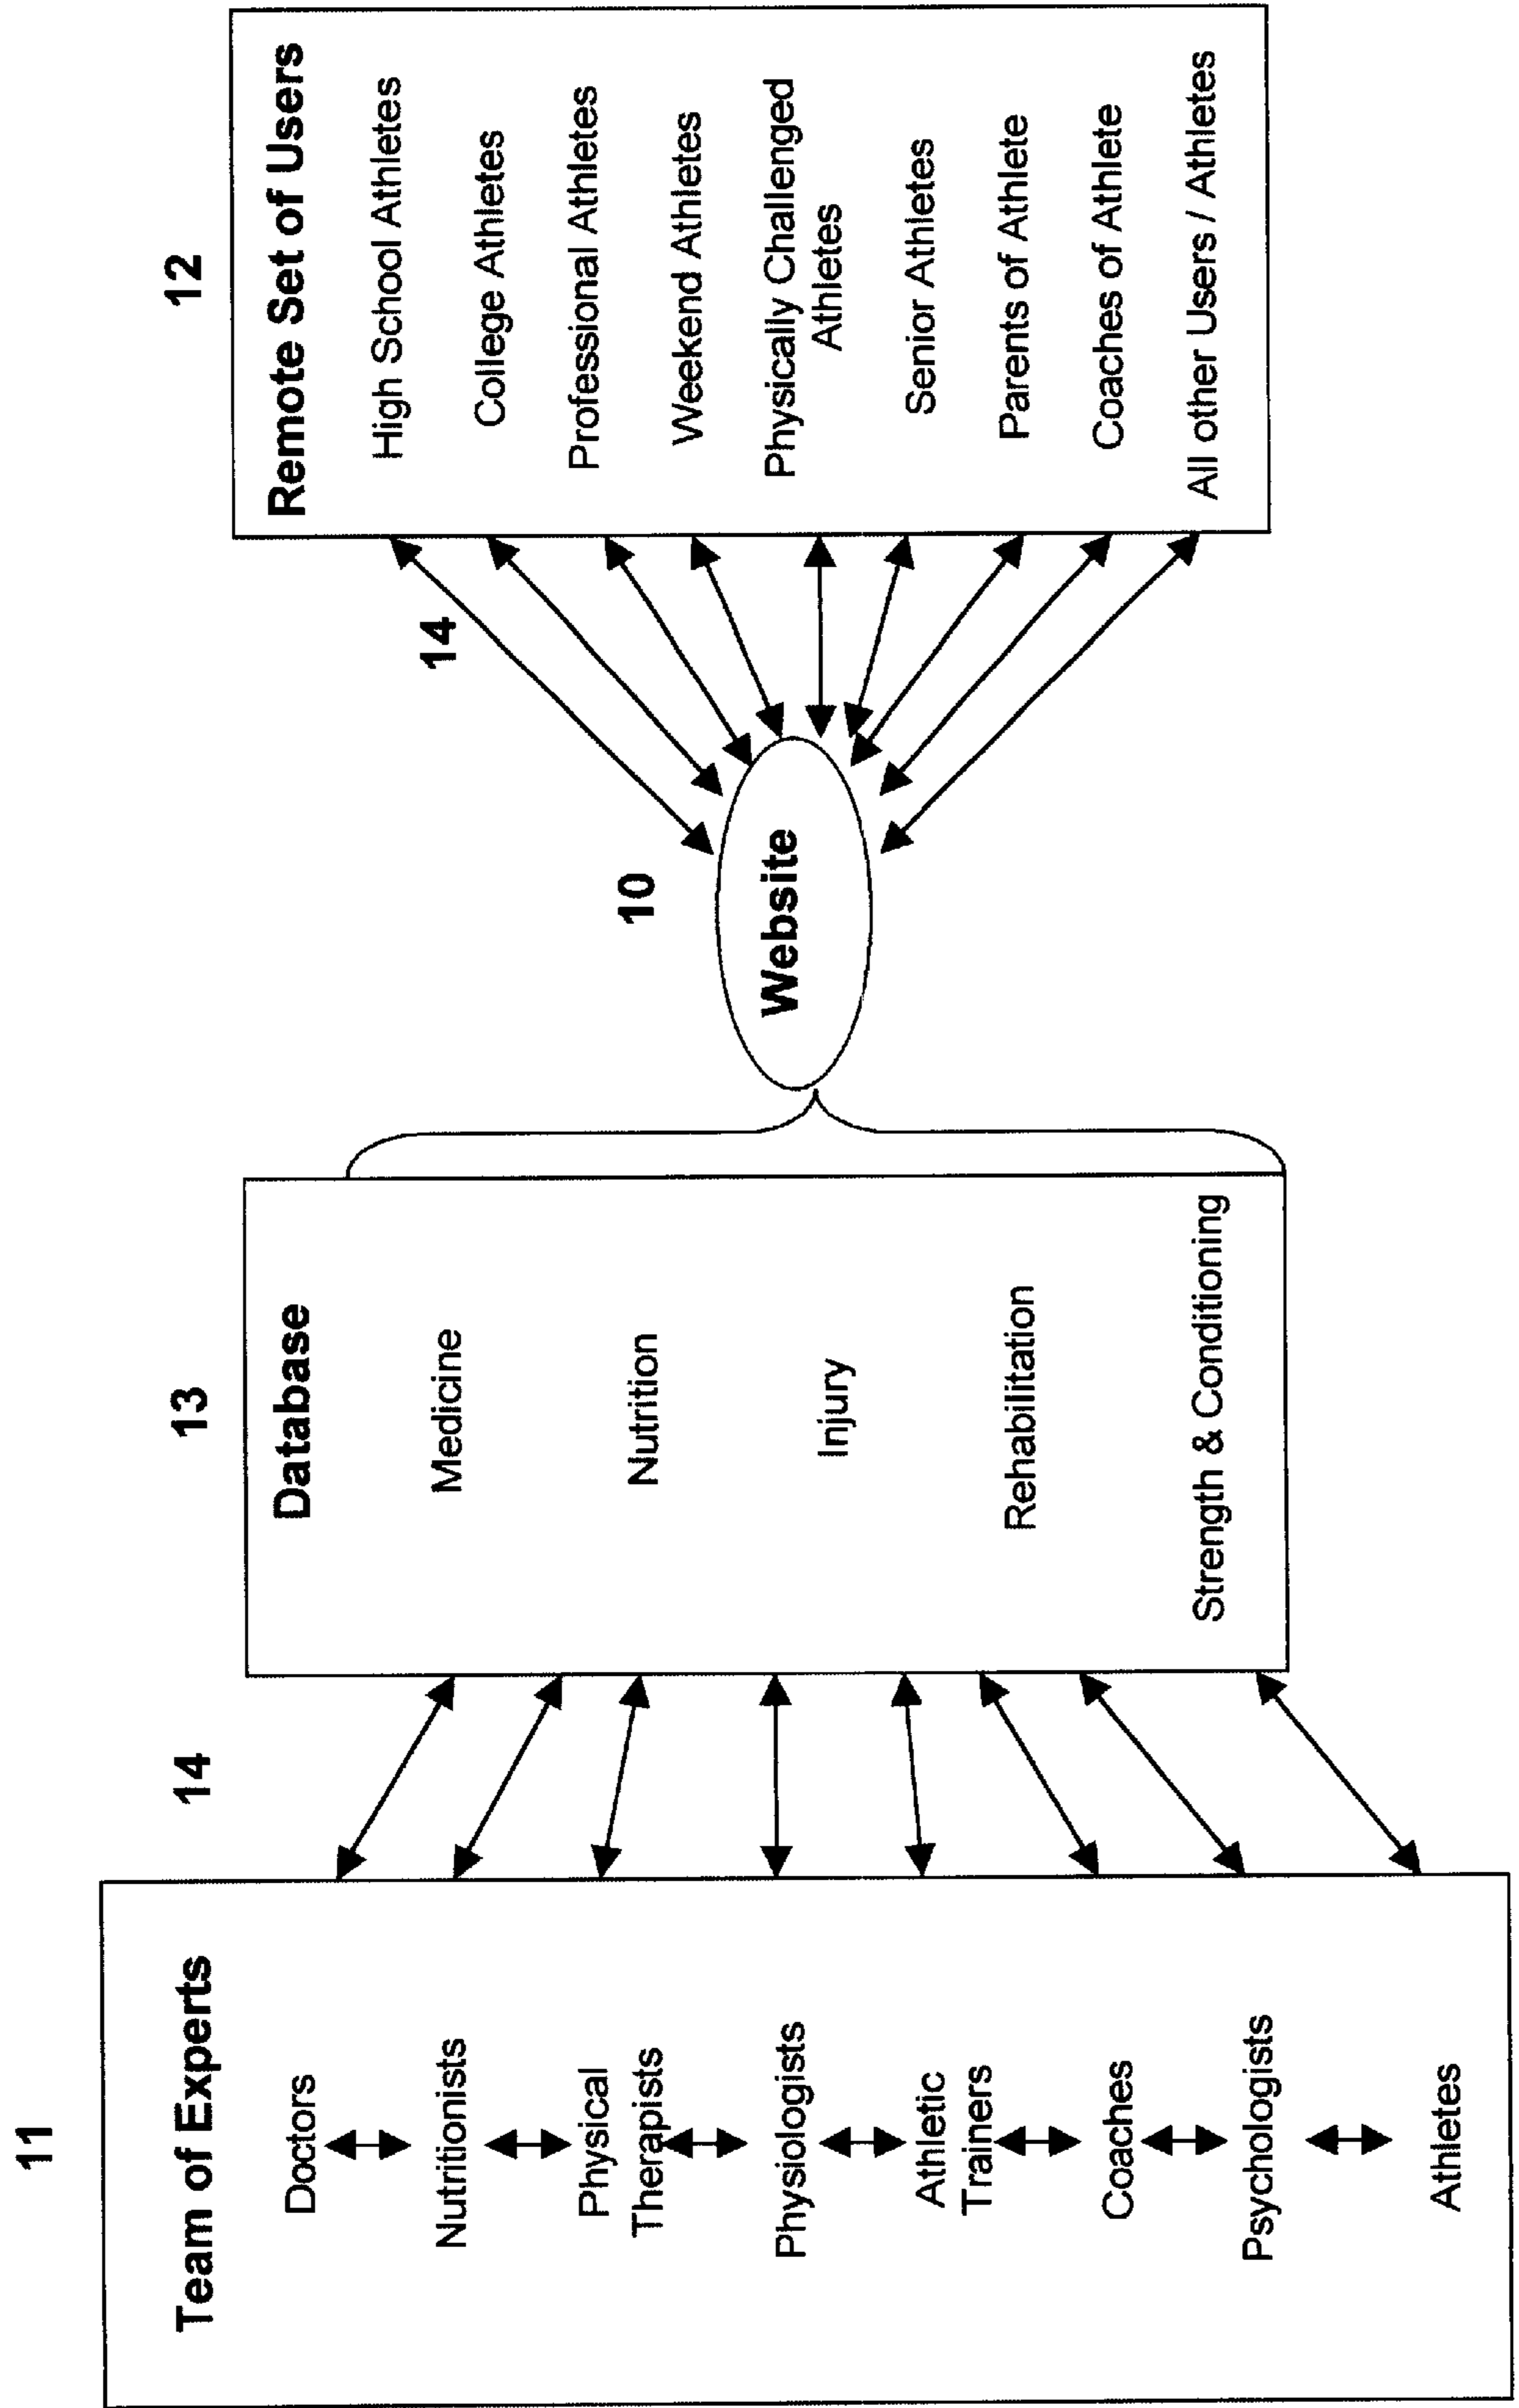 11
Team of Experts
Doctors
Nutritionists
Physical
Therapists
Physiologists
Athletic
Trainers
Coaches
Psychologists
Athletes
14
13
Database
Medicine
Nutrition
Injury
Rehabilitation
Strength & Conditioning
10
Website
14
12
Remote Set of Users
High School Athletes
College Athletes
Professional Athletes
Weekend Athletes
Physically Challenged
Athletes
Senior Athletes
Parents of Athlete
Coaches of Athlete
All other Users / Athletes